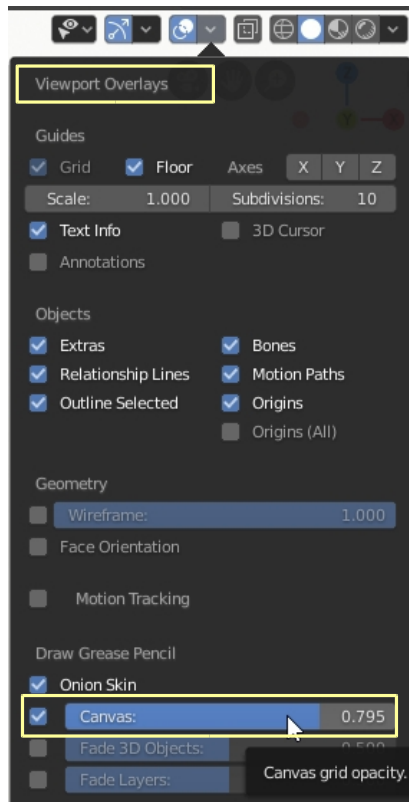 Viewport Overlays
Guides
Grid Floor Axes X Y Z
Scale: 1.000 Subdivisions: 10
Text Info 3D Cursor
Annotations
Objects
Extras Bones
Relationship Lines Motion Paths
Outline Selected Origins
Origins (All)
Geometry
Wireframe: 1.000
Face Orientation
Motion Tracking
Draw Grease Pencil
Onion Skin
Canvas: 0.795
Fade 3D Objects:
Fade Layers:
Canvas grid opacity.